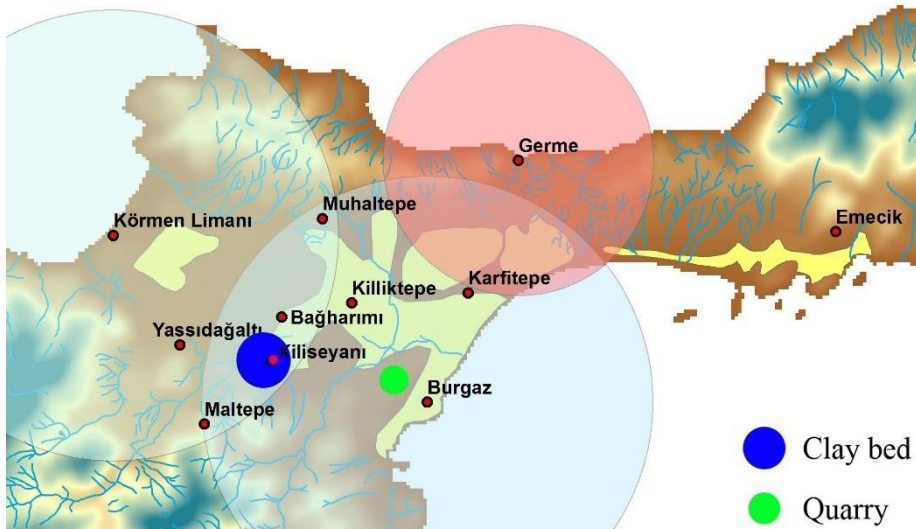 Germe
Muhaltepe
Körmen Limanı
Emecik
Karfitepe
Killiktepe
Bağharımı
Yassıdağaltı
Kiliseyanı
Burgaz
Maltepe
Clay bed
Quarry